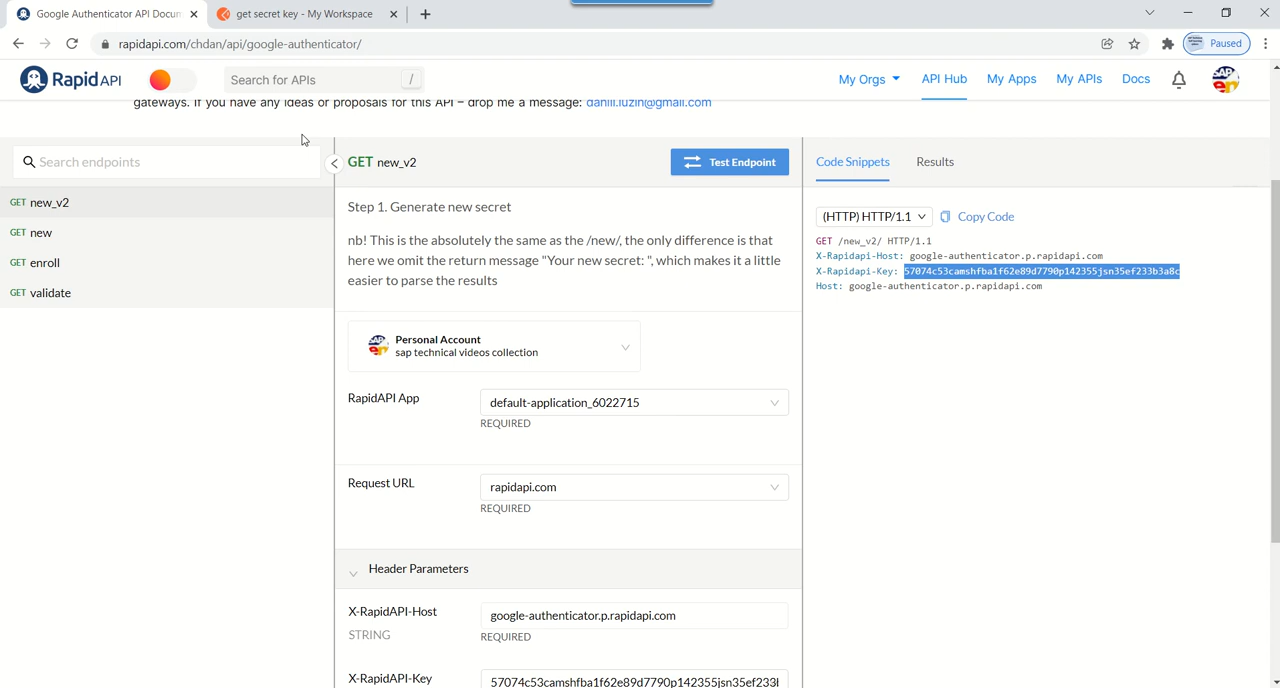 Google Authenticator API Docum
get secret key - My Workspace
rapidapi.com/chdan/api/google-authenticator/
Paused
Rapid API
Search for APIs
/
My Orgs
API Hub
My Apps
My APIs
Docs
gateways. If you have any ideas or proposals for this API – drop me a message: daniil.luzin@gmail.com
Search endpoints
GET new_v2
GET new
GET enroll
GET validate
GET new_v2
Test Endpoint
Step 1. Generate new secret
nb! This is the absolutely the same as the /new/, the only difference is that
here we omit the return message "Your new secret: ", which makes it a little
easier to parse the results
Personal Account
sap technical videos collection
RapidAPI App
default-application_6022715
REQUIRED
Request URL
rapidapi.com
REQUIRED
Header Parameters
X-RapidAPI-Host
google-authenticator.p.rapidapi.com
STRING
REQUIRED
X-RapidAPI-Key
57074c53camshfba1f62e89d7790p142355jsn35ef233l
Code Snippets
Results
(HTTP) HTTP/1.1
Copy Code
GET /new_v2/ HTTP/1.1
X-Rapidapi-Host: google-authenticator.p.rapidapi.com
X-Rapidapi-Key: 57074c53camshfba1f62e89d7790p142355jsn35ef233b3a8c
Host: google-authenticator.p.rapidapi.com